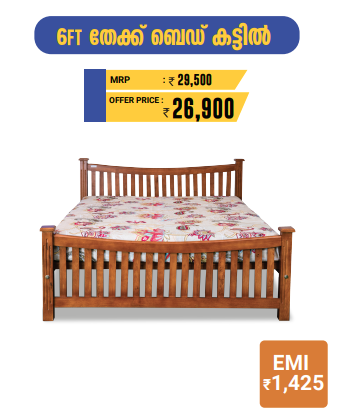 6FT തേക്ക് ബെഡ് കട്ടിൽ
MRP : ₹ 29,500
OFFER PRICE : ₹ 26,900
EMI
₹1,425